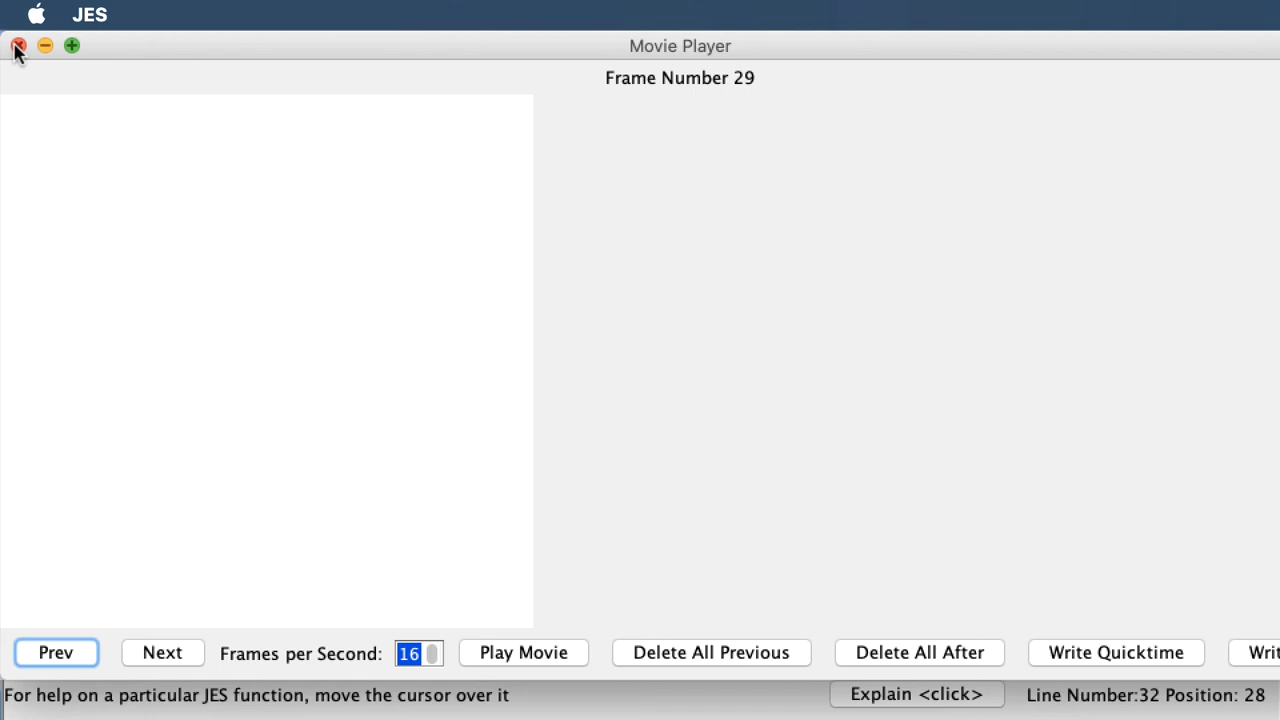 JES
Movie Player
Frame Number 29
Prev Next Frames per Second: 16 Play Movie Delete All Previous Delete All After Write Quicktime
For help on a particular JES function, move the cursor over it Explain <click> Line Number:32 Position: 28